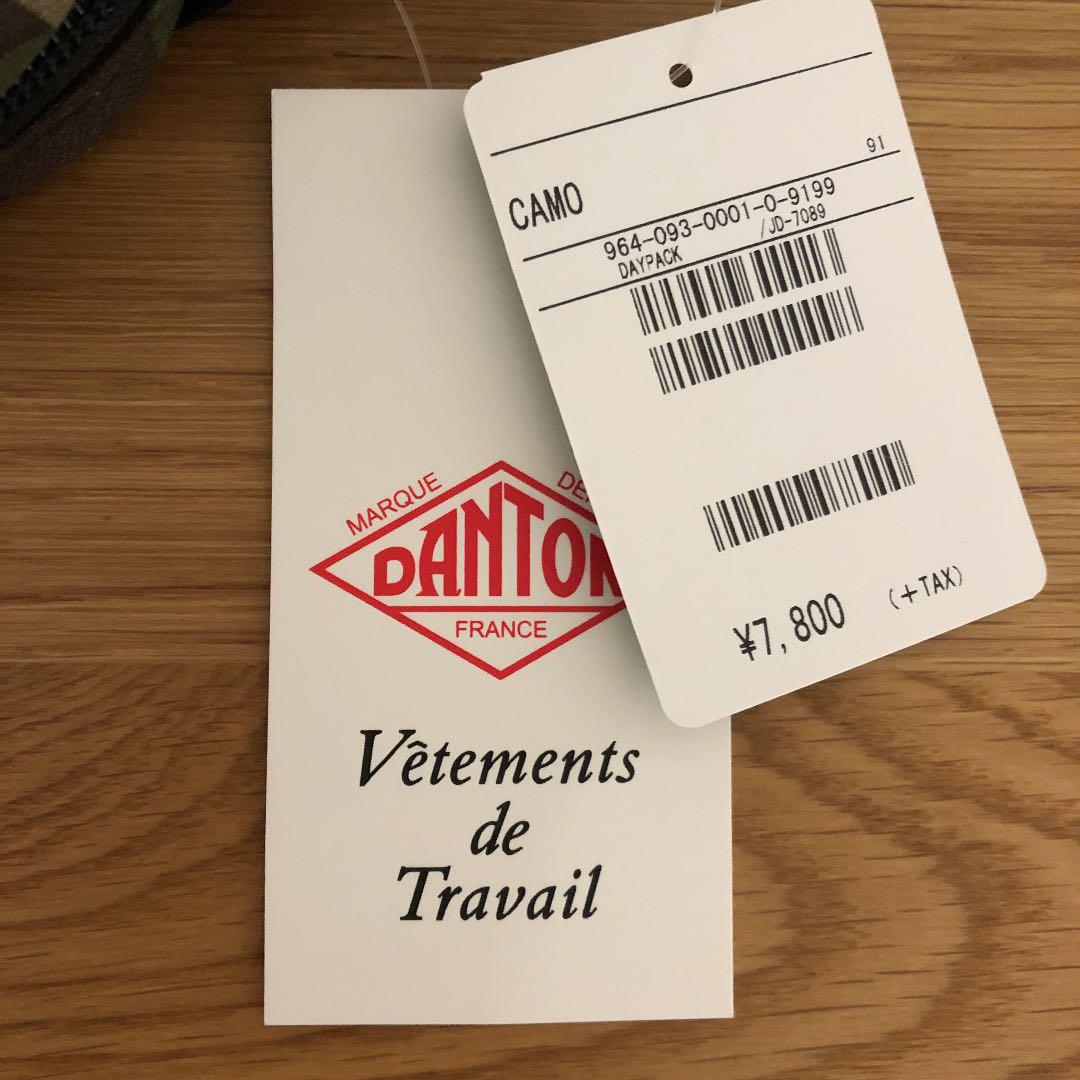 91
CAMO
964-093-0001-0-9199
DAYPACK /JD-7089
¥7,800 (+TAX)
MARQUE
DANTON
FRANCE
Vêtements
de
Travail